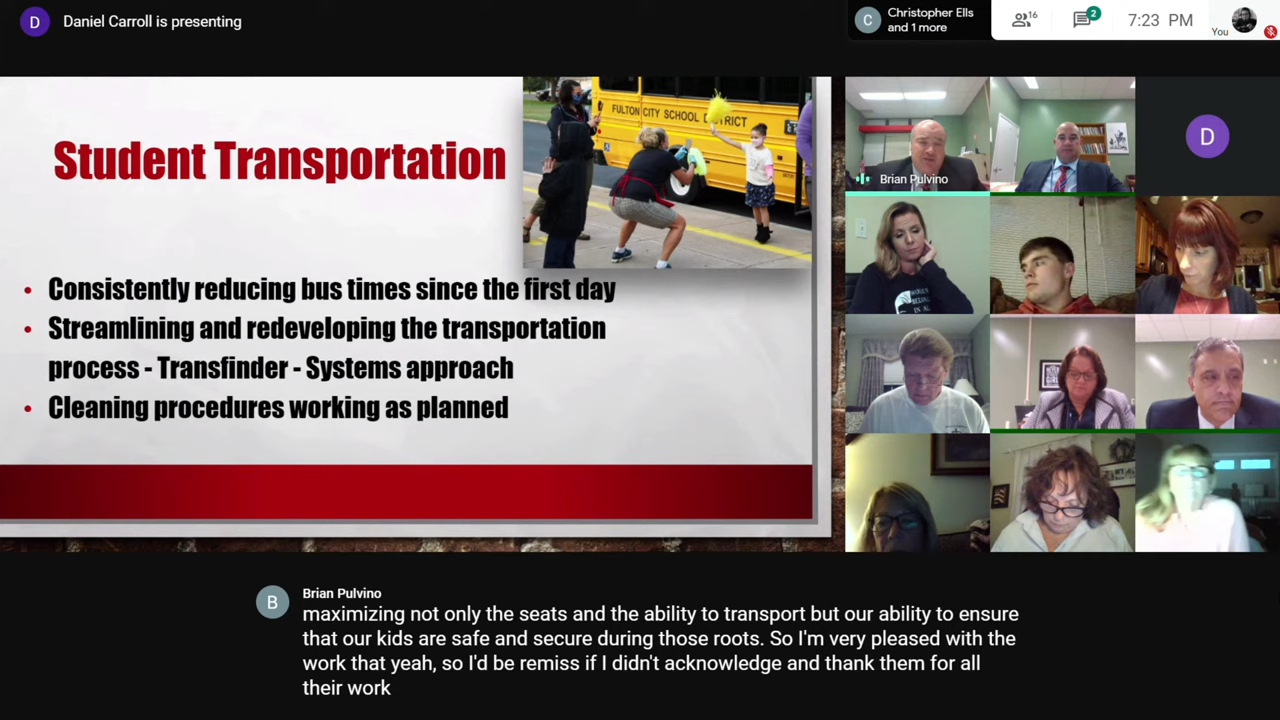 D
Daniel Carroll is presenting
C
Christopher Ells
and 1 more
16
2
7:23 PM
You
FULTON CITY SCHOOL DISTRICT
Student Transportation
Brian Pulvino
D
• Consistently reducing bus times since the first day
• Streamlining and redeveloping the transportation
process - Transfinder - Systems approach
• Cleaning procedures working as planned
B
Brian Pulvino
maximizing not only the seats and the ability to transport but our ability to ensure
that our kids are safe and secure during those roots. So I'm very pleased with the
work that yeah, so I'd be remiss if I didn't acknowledge and thank them for all
their work